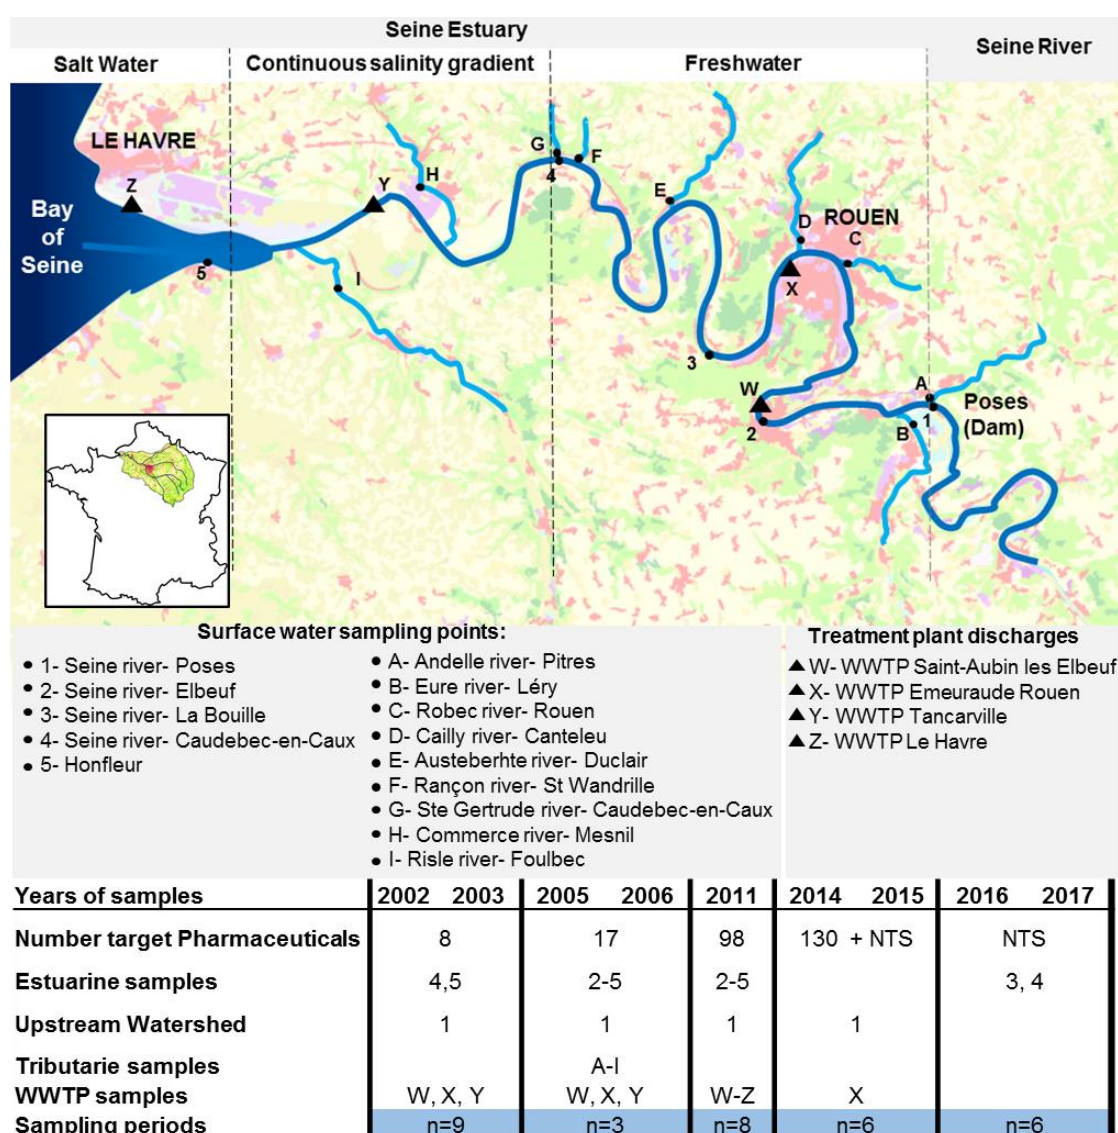 Seine Estuary
Seine River
Salt Water
Continuous salinity gradient
Freshwater
LE HAVRE
Z
Y
H
G
4
F
E
D
ROUEN
C
X
Bay
of
Seine
5
I
3
W
2
A
1
B
Poses
(Dam)
Surface water sampling points:
1- Seine river- Poses
2- Seine river- Elbeuf
3- Seine river- La Bouille
4- Seine river- Caudebec-en-Caux
5- Honfleur
A- Andelle river- Pitres
B- Eure river- Léry
C- Robec river- Rouen
D- Cailly river- Canteleu
E- Austeberhte river- Duclair
F- Rançon river- St Wandrille
G- Ste Gertrude river- Caudebec-en-Caux
H- Commerce river- Mesnil
I- Risle river- Foulbec
Treatment plant discharges
W- WWTP Saint-Aubin les Elbeuf
X- WWTP Emeuraude Rouen
Y- WWTP Tancarville
Z- WWTP Le Havre
Years of samples 2002 2003 2005 2006 2011 2014 2015 2016 2017
Number target Pharmaceuticals 8 17 98 130 + NTS NTS
Estuarine samples 4,5 2-5 2-5 3, 4
Upstream Watershed 1 1 1 1
Tributarie samples A-I
WWTP samples W, X, Y W, X, Y W-Z X
Sampling periods n=9 n=3 n=8 n=6 n=6